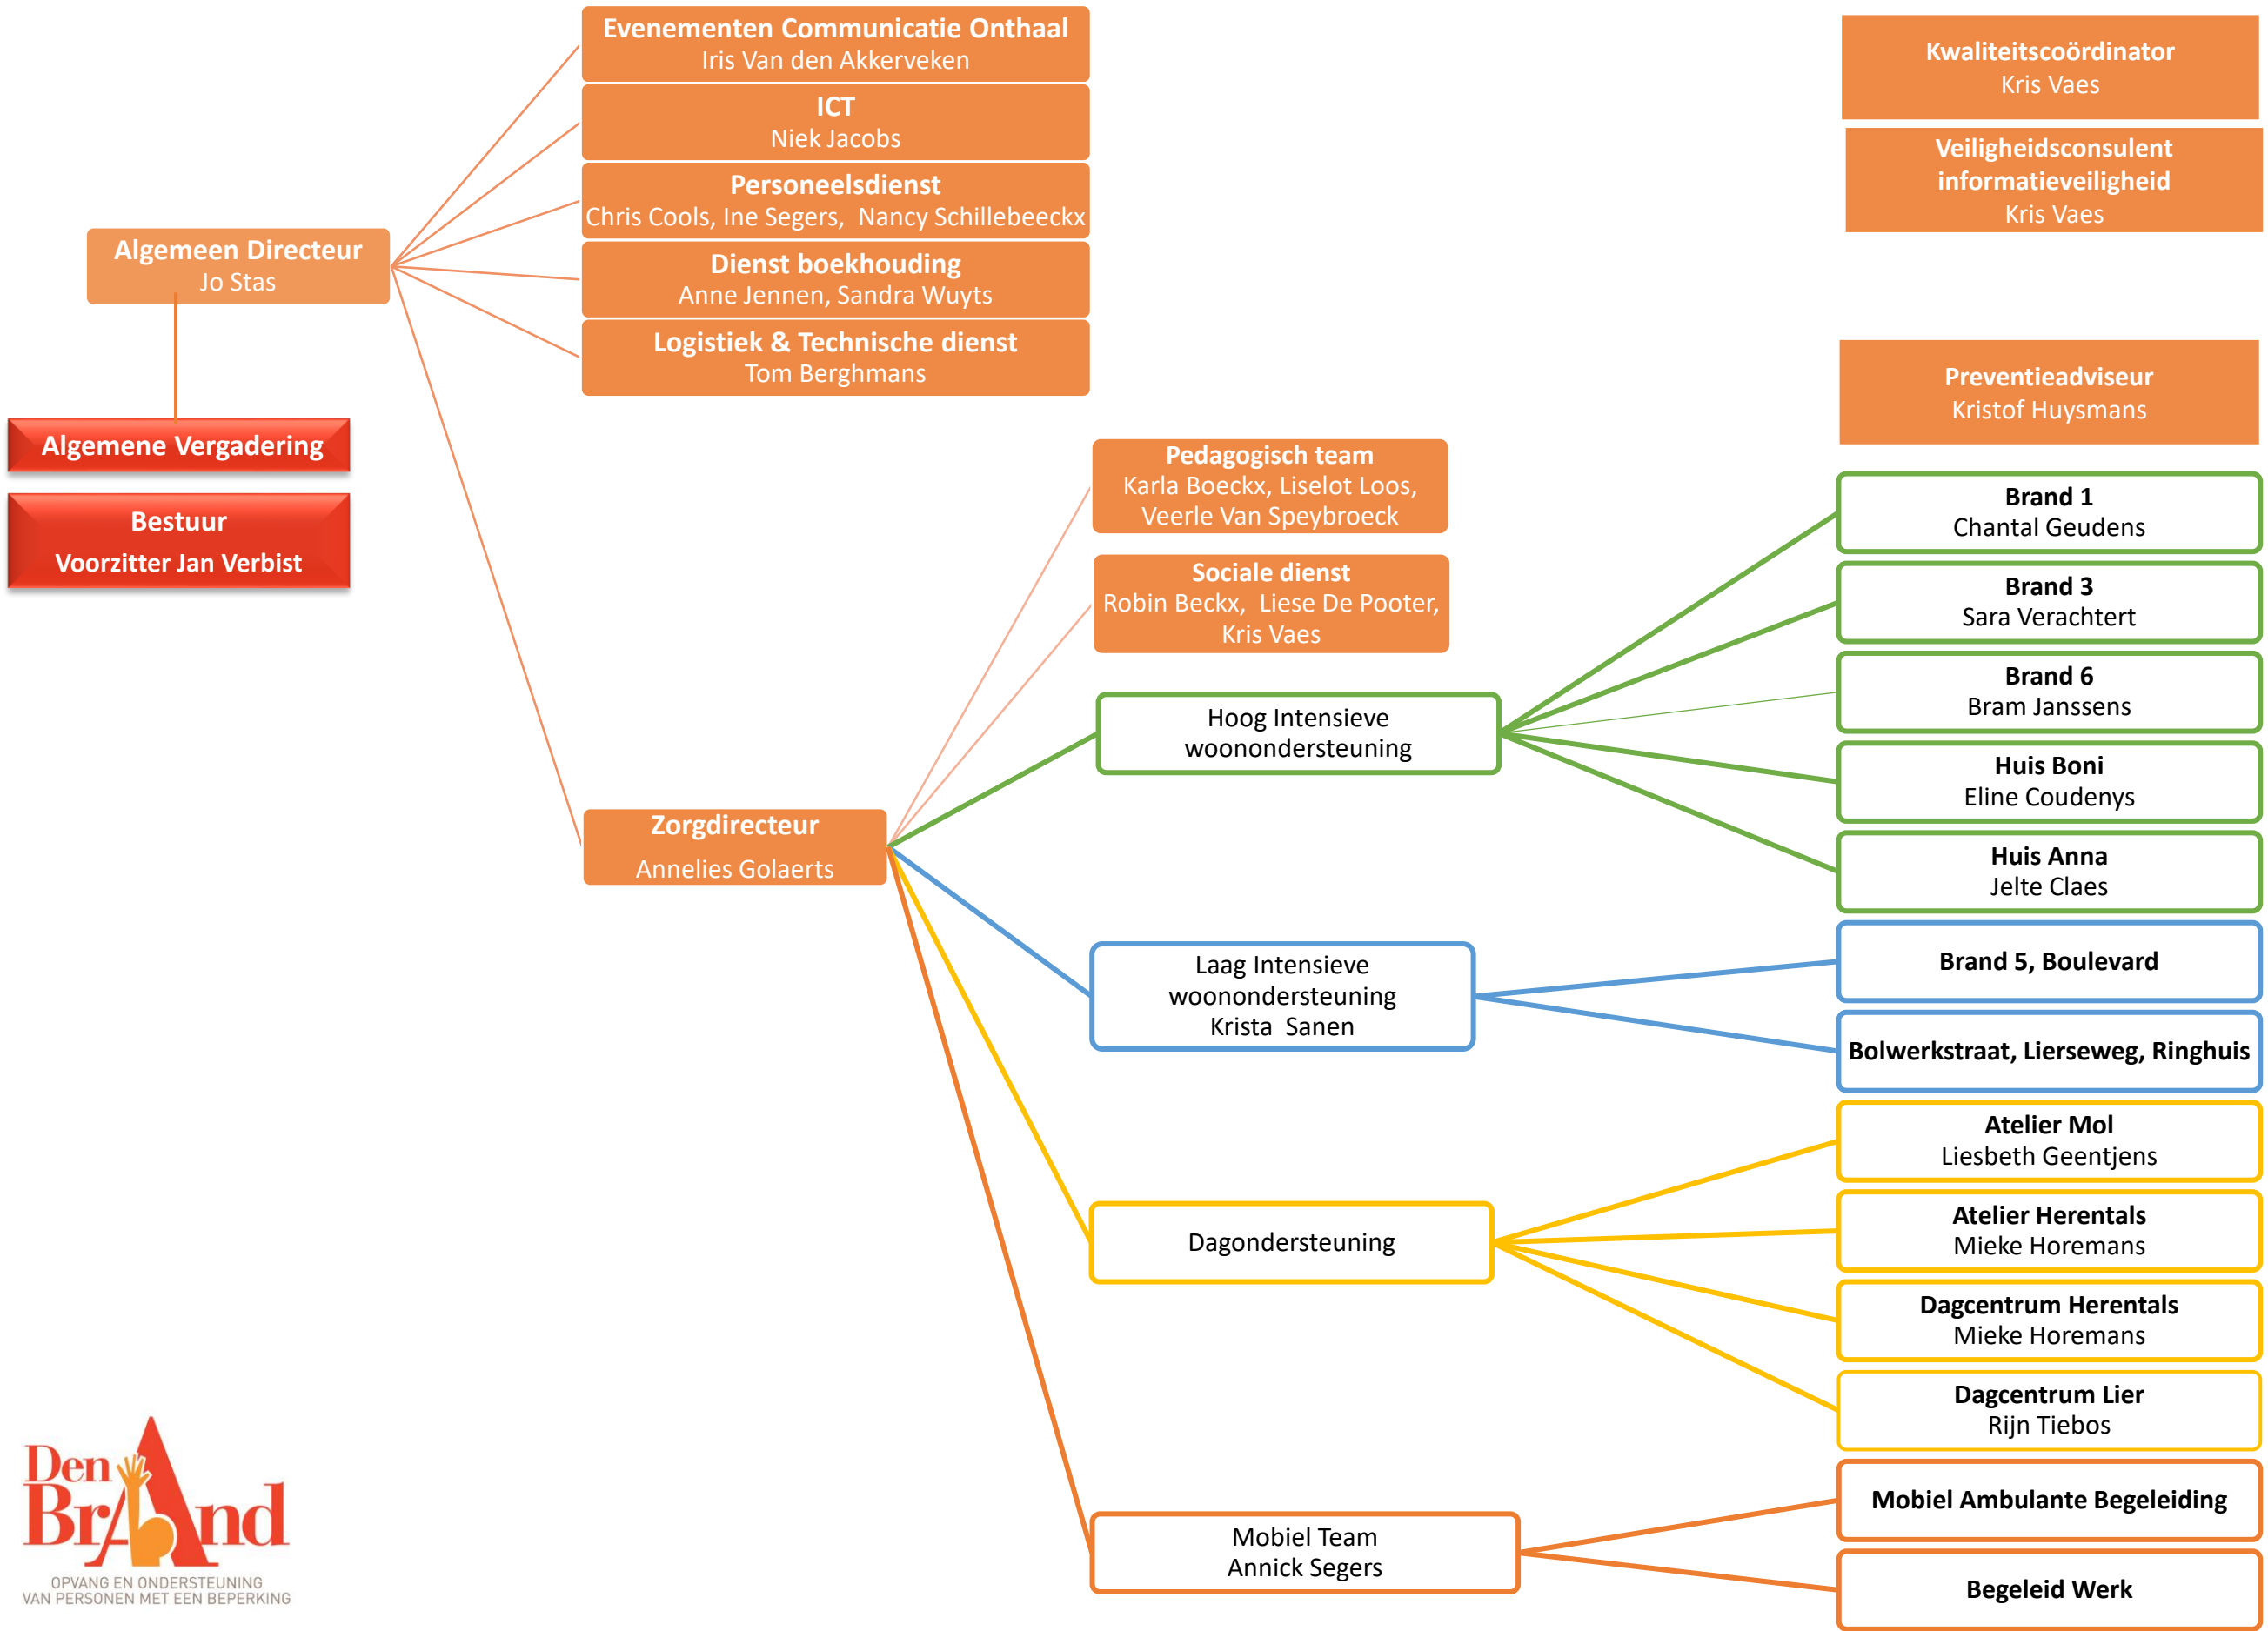 Evenementen Communicatie Onthaal
Iris Van den Akkerveken
ICT
Niek Jacobs
Personeelsdienst
Chris Cools, Ine Segers, Nancy Schillebeeckx
Dienst boekhouding
Anne Jennen, Sandra Wuyts
Logistiek & Technische dienst
Tom Berghmans
Kwaliteitscoördinator
Kris Vaes
Veiligheidsconsulent
informatieveiligheid
Kris Vaes
Preventieadviseur
Kristof Huysmans
Algemeen Directeur
Jo Stas
Algemene Vergadering
Bestuur
Voorzitter Jan Verbist
Zorgdirecteur
Annelies Golaerts
Pedagogisch team
Karla Boeckx, Liselot Loos,
Veerle Van Speybroeck
Sociale dienst
Robin Beckx, Liese De Pooter,
Kris Vaes
Hoog Intensieve
woonondersteuning
Brand 1
Chantal Geudens
Brand 3
Sara Verachtert
Brand 6
Bram Janssens
Huis Boni
Eline Coudenys
Huis Anna
Jelte Claes
Laag Intensieve
woonondersteuning
Krista Sanen
Brand 5, Boulevard
Bolwerkstraat, Lierseweg, Ringhuis
Dagondersteuning
Atelier Mol
Liesbeth Geentjens
Atelier Herentals
Mieke Horemans
Dagcentrum Herentals
Mieke Horemans
Dagcentrum Lier
Rijn Tiebos
Mobiel Team
Annick Segers
Mobiel Ambulante Begeleiding
Begeleid Werk
Den
BrAnd
OPVANG EN ONDERSTEUNING
VAN PERSONEN MET EEN BEPERKING